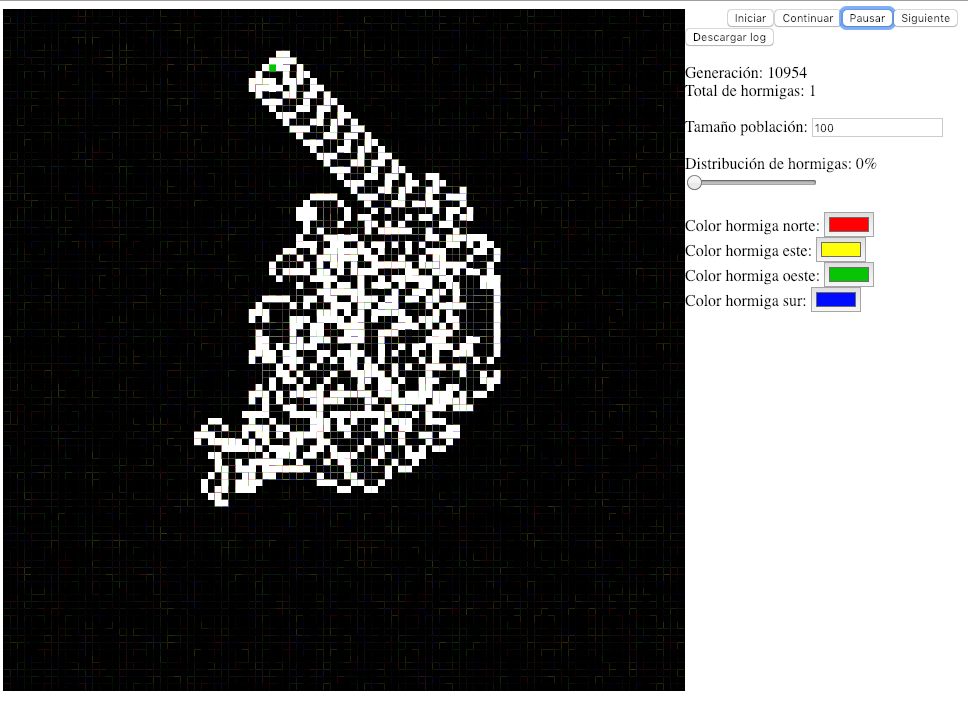 Iniciar Continuar Pausar Siguiente
Descargar log
Generación: 10954
Total de hormigas: 1
Tamaño población: 100
Distribución de hormigas: 0%
Color hormiga norte:
Color hormiga este:
Color hormiga oeste:
Color hormiga sur: